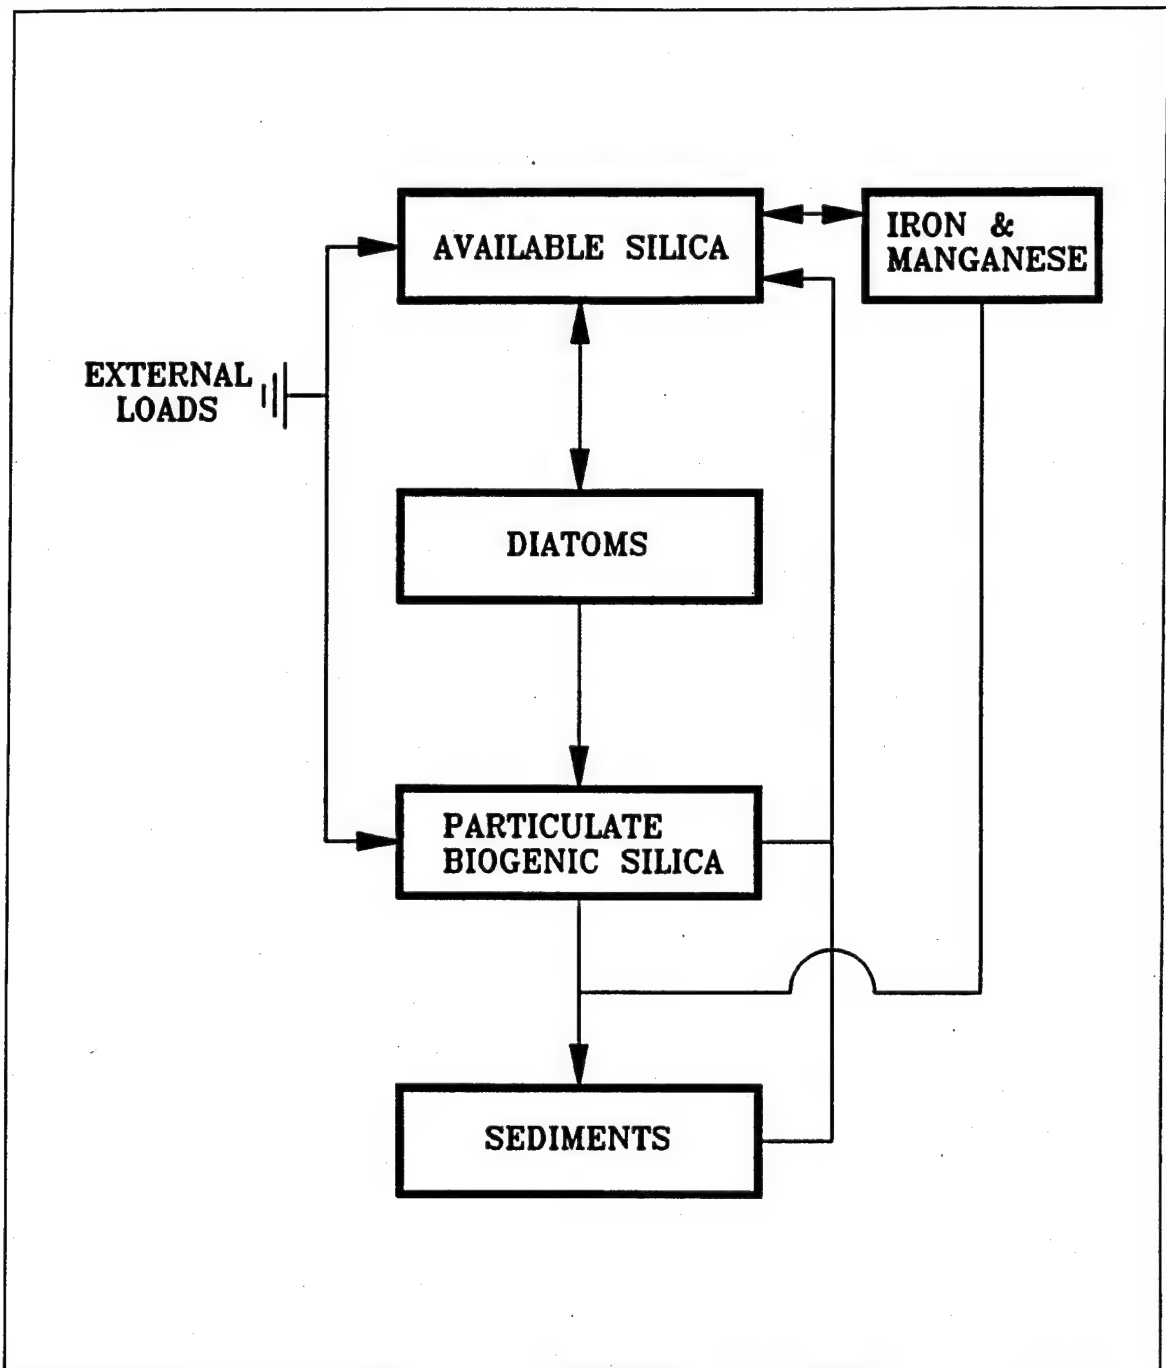 AVAILABLE SILICA
IRON &
MANGANESE
EXTERNAL
LOADS
DIATOMS
PARTICULATE
BIOGENIC SILICA
SEDIMENTS